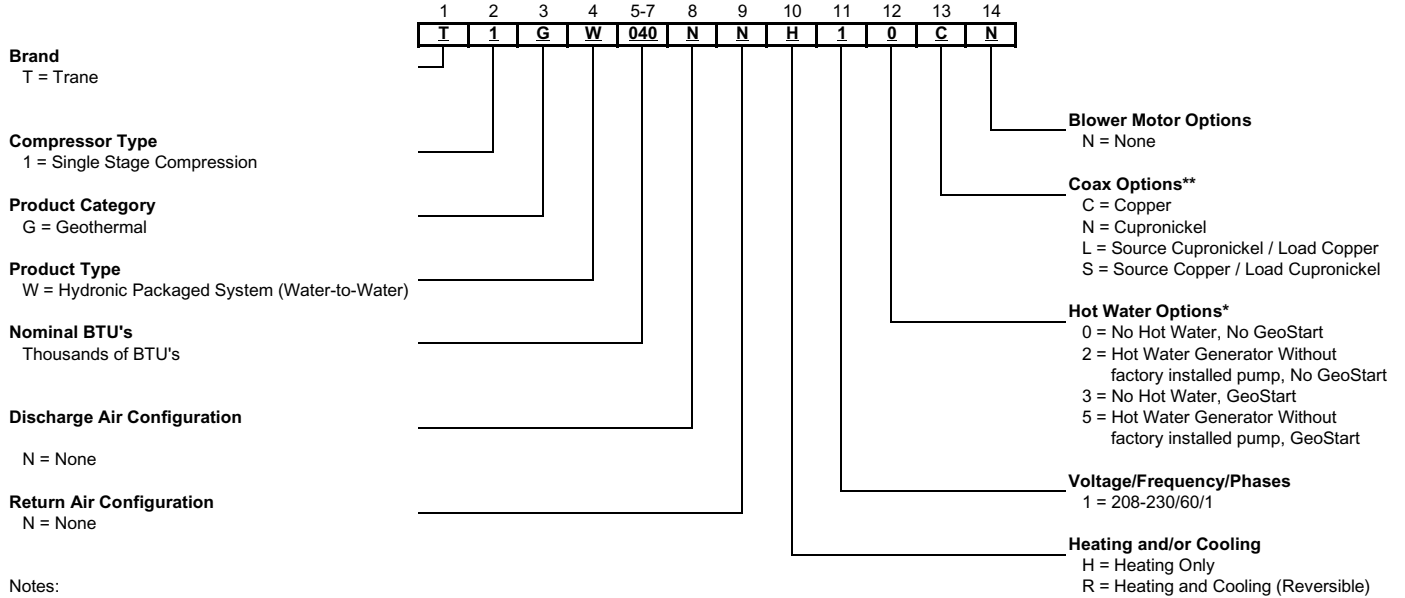 1 2 3 4 5-7 8 9 10 11 12 13 14
T 1 G W 040 N N H 1 0 C N
Brand
T = Trane
Compressor Type
1 = Single Stage Compression
Product Category
G = Geothermal
Product Type
W = Hydronic Packaged System (Water-to-Water)
Nominal BTU's
Thousands of BTU's
Discharge Air Configuration
N = None
Return Air Configuration
N = None
Notes:
Blower Motor Options
N = None
Coax Options**
C = Copper
N = Cupronickel
L = Source Cupronickel / Load Copper
S = Source Copper / Load Cupronickel
Hot Water Options*
0 = No Hot Water, No GeoStart
2 = Hot Water Generator Without
factory installed pump, No GeoStart
3 = No Hot Water, GeoStart
5 = Hot Water Generator Without
factory installed pump, GeoStart
Voltage/Frequency/Phases
1 = 208-230/60/1
Heating and/or Cooling
H = Heating Only
R = Heating and Cooling (Reversible)